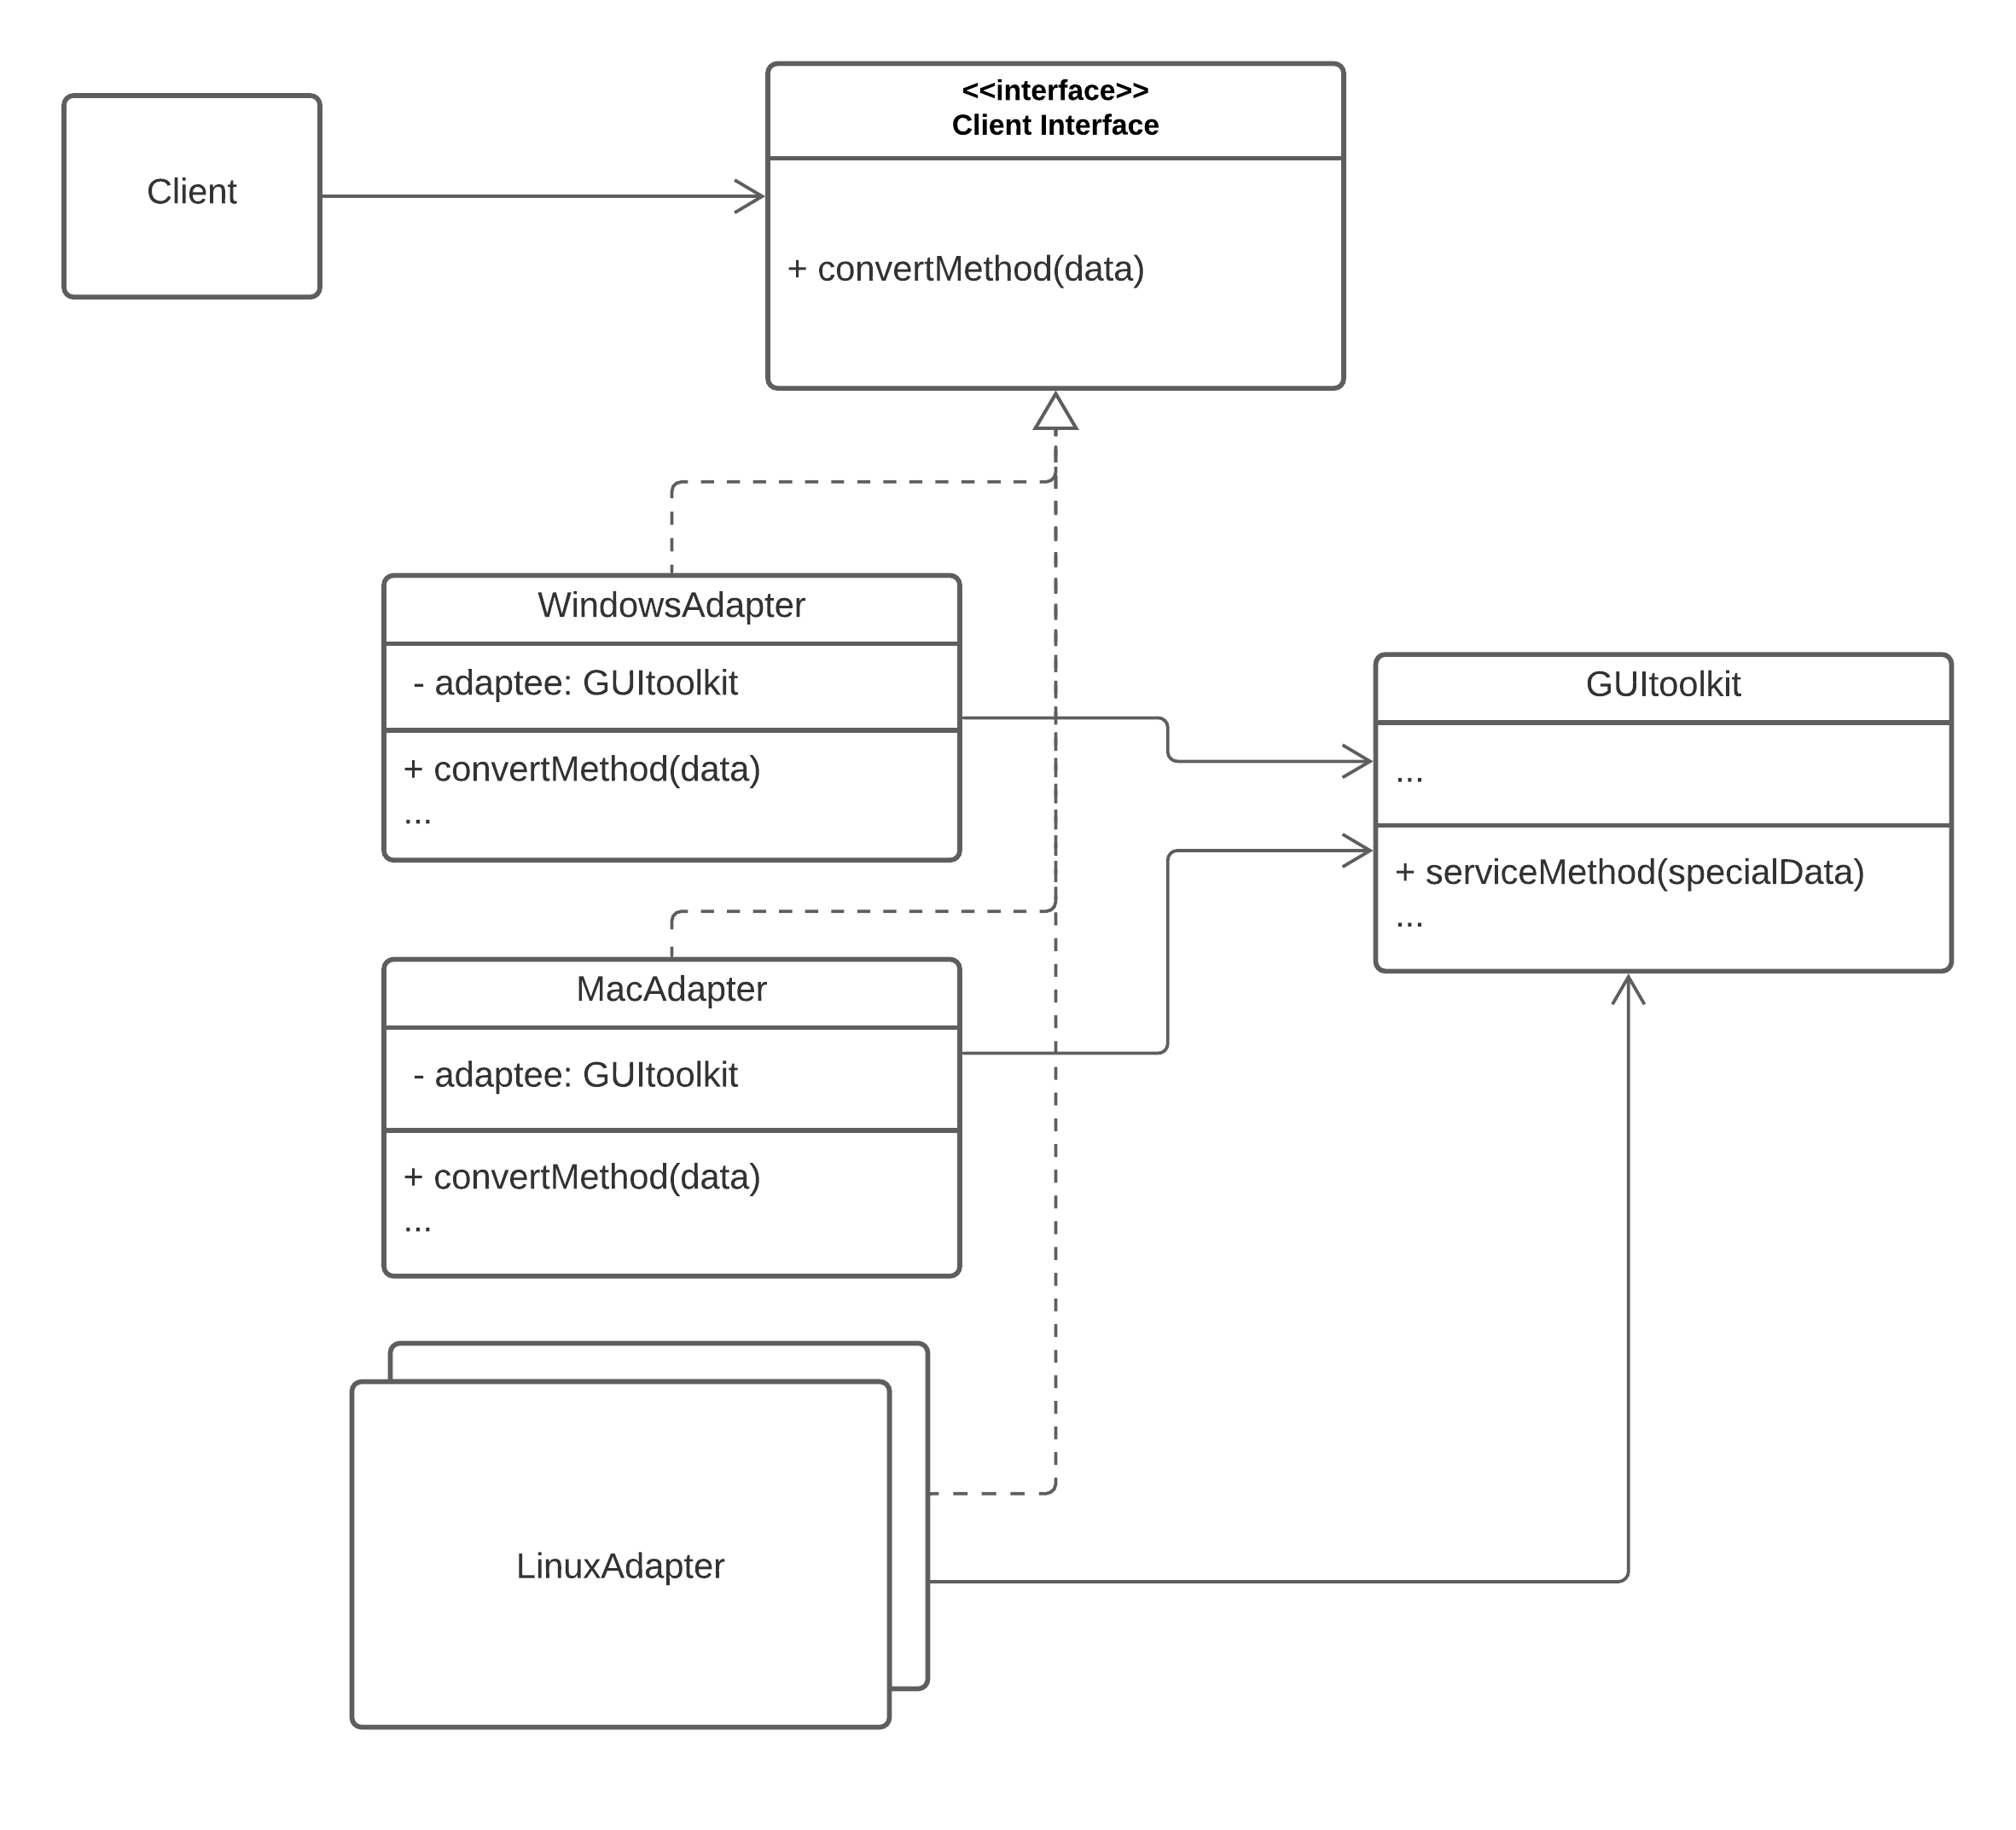 Client
<<interface>>
Client Interface
+ convertMethod(data)
WindowsAdapter
- adaptee: GUItoolkit
+ convertMethod(data)
...
GUItoolkit
...
+ serviceMethod(specialData)
...
MacAdapter
- adaptee: GUItoolkit
+ convertMethod(data)
...
LinuxAdapter